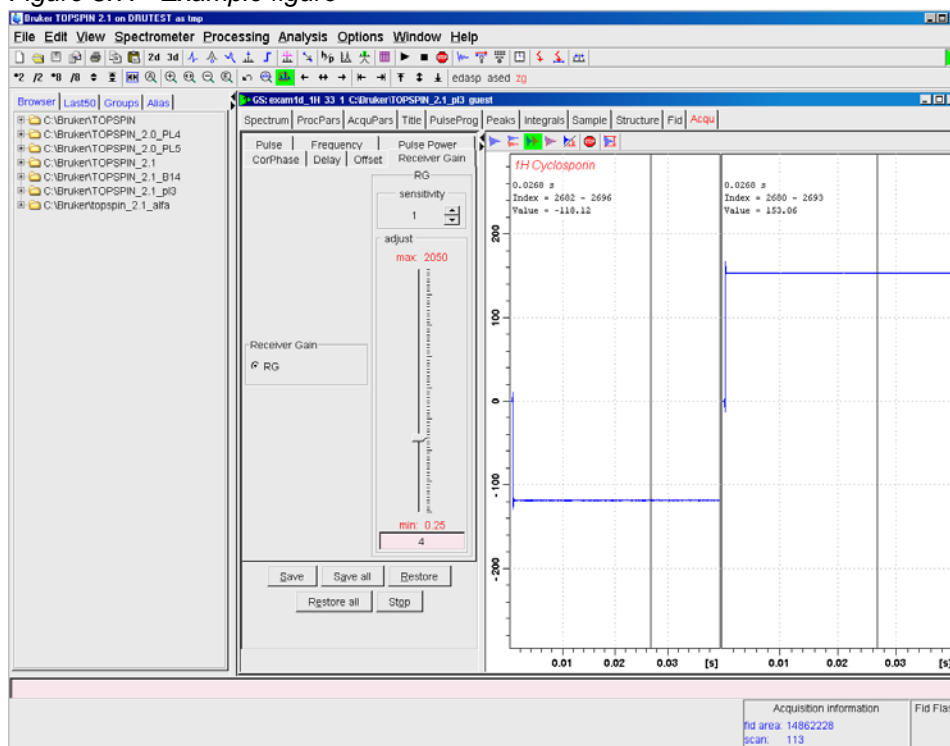 Bruker TOPSPIN 2.1 on DRUTEST as tmp
File Edit View Spectrometer Processing Analysis Options Window Help
2d 3d
*2 /2 *8 /8 edasp ased zg
Browser Last50 Groups Alias
C:\Bruker\TOPSPIN
C:\Bruker\TOPSPIN_2.0_PL4
C:\Bruker\TOPSPIN_2.0_PL5
C:\Bruker\TOPSPIN_2.1
C:\Bruker\TOPSPIN_2.1_B14
C:\Bruker\TOPSPIN_2.1_pl3
C:\Bruker\topspin_2.1_alfa
GS: exam1d_1H 33 1 C:\Bruker\TOPSPIN_2.1_pl3 guest
Spectrum ProcPars AcquPars Title PulseProg Peaks Integrals Sample Structure Fid Acqu
Pulse Frequency Pulse Power
CorPhase Delay Offset Receiver Gain
RG
sensitivity
1
adjust
max: 2050
Receiver Gain
RG
min: 0.25
4
Save Save all Restore
Restore all Stop
1H Cyclosporin
0.0268 s
Index = 2682 - 2696
Value = -118.12
0.0268 s
Index = 2680 - 2693
Value = 153.06
200
100
0
-100
-200
0.01 0.02 0.03 [s] 0.01 0.02 0.03 [s]
Acquisition information
fid area: 14862228
scan: 113
Fid Flas